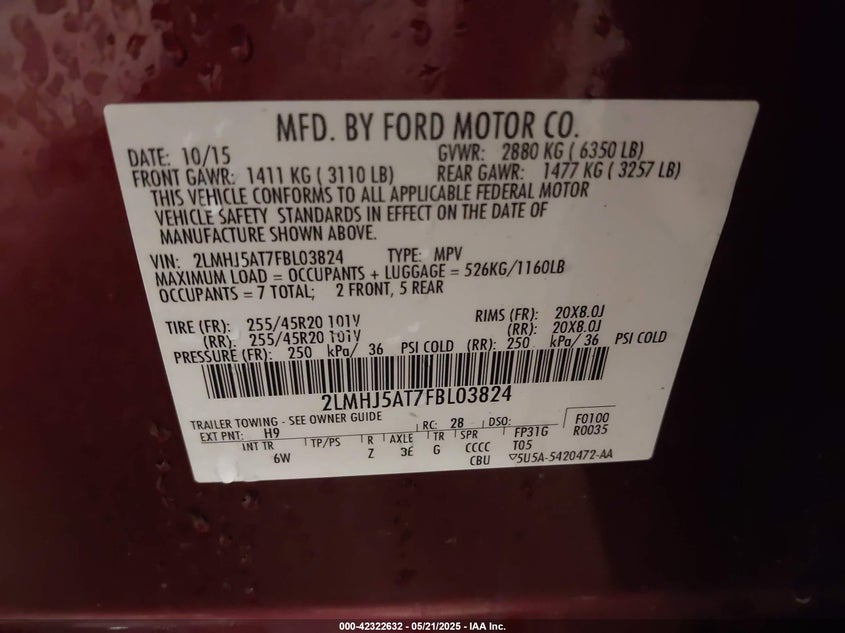 MFD. BY FORD MOTOR CO.
DATE: 10/15 GVWR: 2880 KG ( 6350 LB)
FRONT GAWR: 1411 KG ( 3110 LB) REAR GAWR: 1477 KG ( 3257 LB)
THIS VEHICLE CONFORMS TO ALL APPLICABLE FEDERAL MOTOR
VEHICLE SAFETY STANDARDS IN EFFECT ON THE DATE OF
MANUFACTURE SHOWN ABOVE.
VIN: 2LMHJ5AT7FBL03824 TYPE: MPV
MAXIMUM LOAD = OCCUPANTS + LUGGAGE = 526KG/1160LB
OCCUPANTS = 7 TOTAL; 2 FRONT, 5 REAR
TIRE (FR): 255/45R20 101V RIMS (FR): 20X8.0J
(RR): 255/45R20 101V (RR): 20X8.0J
PRESSURE (FR): 250 kPa/ 36 PSI COLD (RR): 250 kPa/ 36 PSI COLD
2LMHJ5AT7FBL03824
TRAILER TOWING - SEE OWNER GUIDE RC: 28 DSO: F0100
EXT PNT: H9 FP31G R0035
INT TR TP/PS R AXLE TR SPR T05
6W Z 3E G CCCC
CBU ▽5U5A-5420472-AA
000-42322632 - 05/21/2025 - IAA Inc.